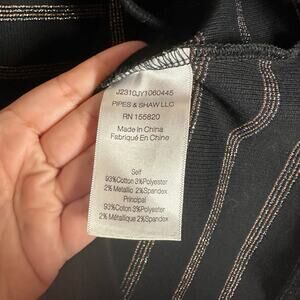 J2310JY1060445
PIPES & SHAW LLC
RN 155820
Made In China
Fabriqué En Chine
Self
93%Cotton 3%Polyester
2% Metallic 2%Spandex
Principal
93%Coton 3%Polyester
2% Métallique 2%Spandex